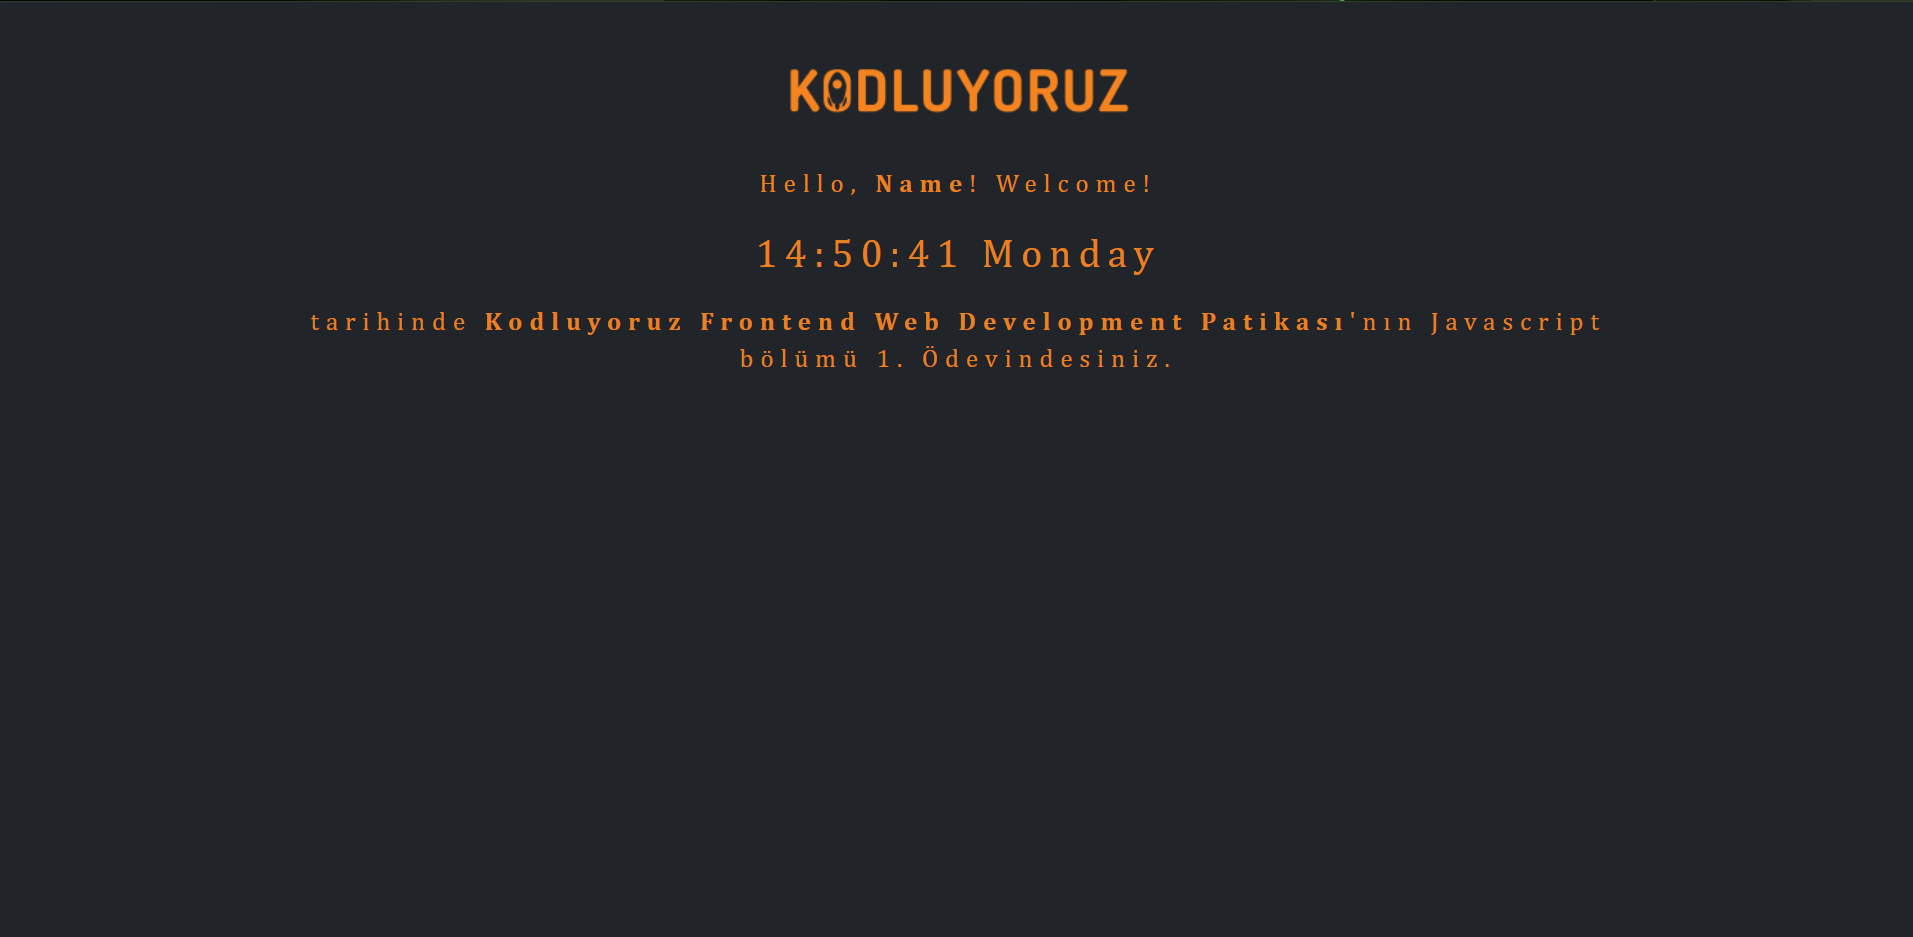 KODLUYORUZ
Hello, Name! Welcome!
14:50:41 Monday
tarihinde Kodluyoruz Frontend Web Development Patikası'nın Javascript
bölümü 1. Ödevindesiniz.